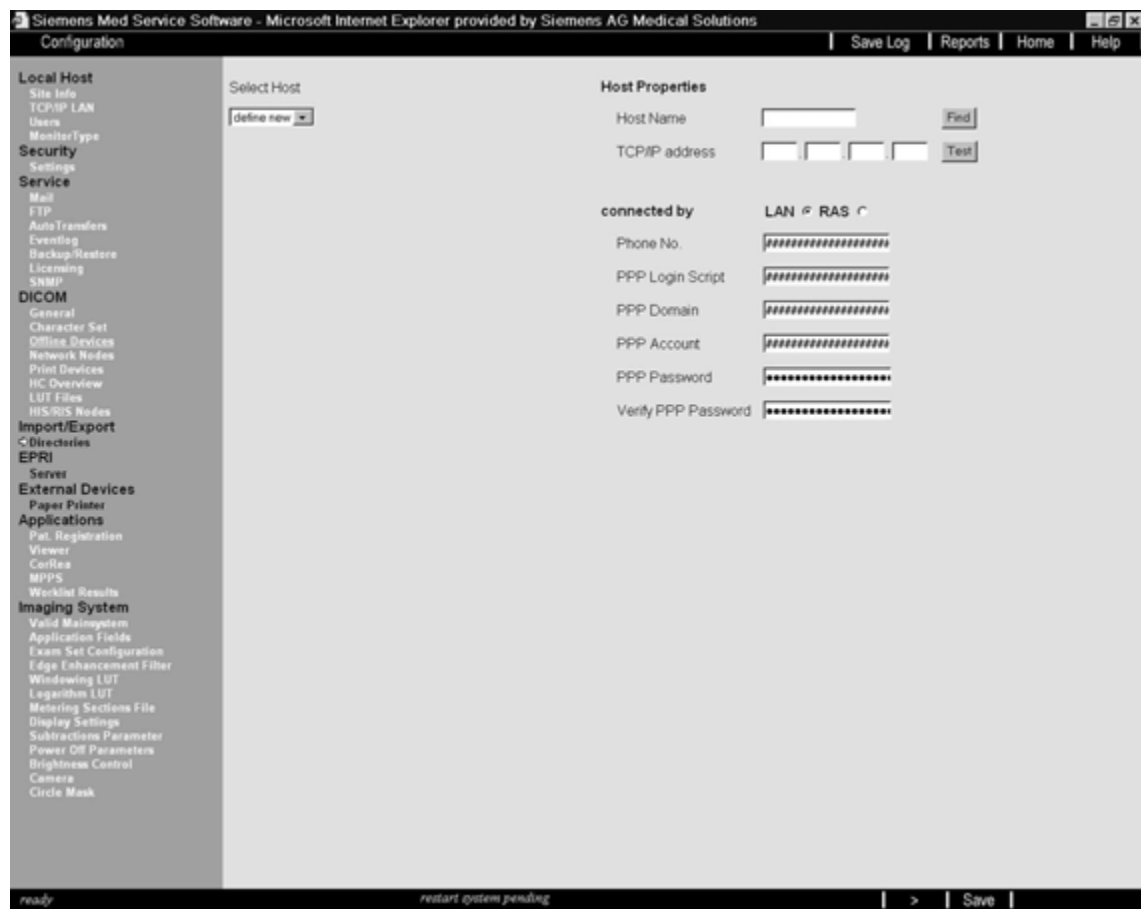 Siemens Med Service Software - Microsoft Internet Explorer provided by Siemens AG Medical Solutions
Configuration
Save Log
Reports
Home
Help
Local Host
Site Info
TCP/IP LAN
Users
MonitorType
Security
Settings
Service
Mail
FTP
AutoTransfers
Eventlog
Backup/Restore
Licensing
SNMP
DICOM
General
Character Set
Offline Devices
Network Nodes
Print Devices
HC Overview
LUT Files
HIS/RIS Nodes
Import/Export
Directories
EPRI
Server
External Devices
Paper Printer
Applications
Pat. Registration
Viewer
CorRea
MPPS
Worklist Results
Imaging System
Valid Mainsystem
Application Fields
Exam Set Configuration
Edge Enhancement Filter
Windowing LUT
Logarithm LUT
Metering Sections File
Display Settings
Subtractions Parameter
Power Off Parameters
Brightness Control
Camera
Circle Mask
Select Host
define new
Host Properties
Host Name
Find
TCP/IP address
. . .
Test
connected by LAN RAS
Phone No. ####################
PPP Login Script ####################
PPP Domain ####################
PPP Account ####################
PPP Password
Verify PPP Password
ready
restart system pending
>
Save